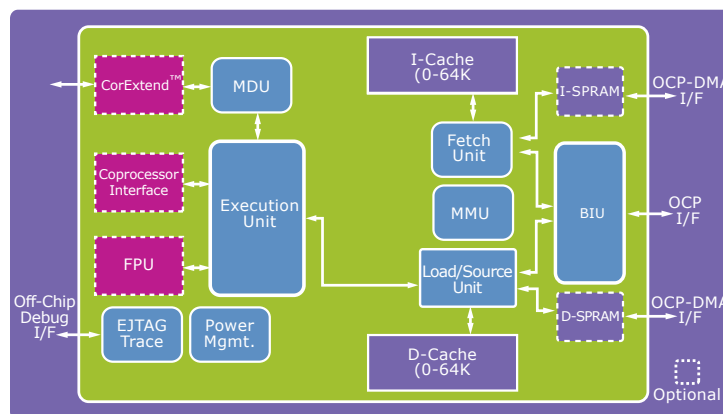 CorExtend™
MDU
I-Cache
(0-64K
I-SPRAM
OCP-DMA
I/F
Fetch
Unit
Coprocessor
Interface
Execution
Unit
MMU
BIU
OCP
I/F
FPU
Load/Source
Unit
Off-Chip
Debug
I/F
EJTAG
Trace
Power
Mgmt.
D-Cache
(0-64K
D-SPRAM
OCP-DMA
I/F
Optional